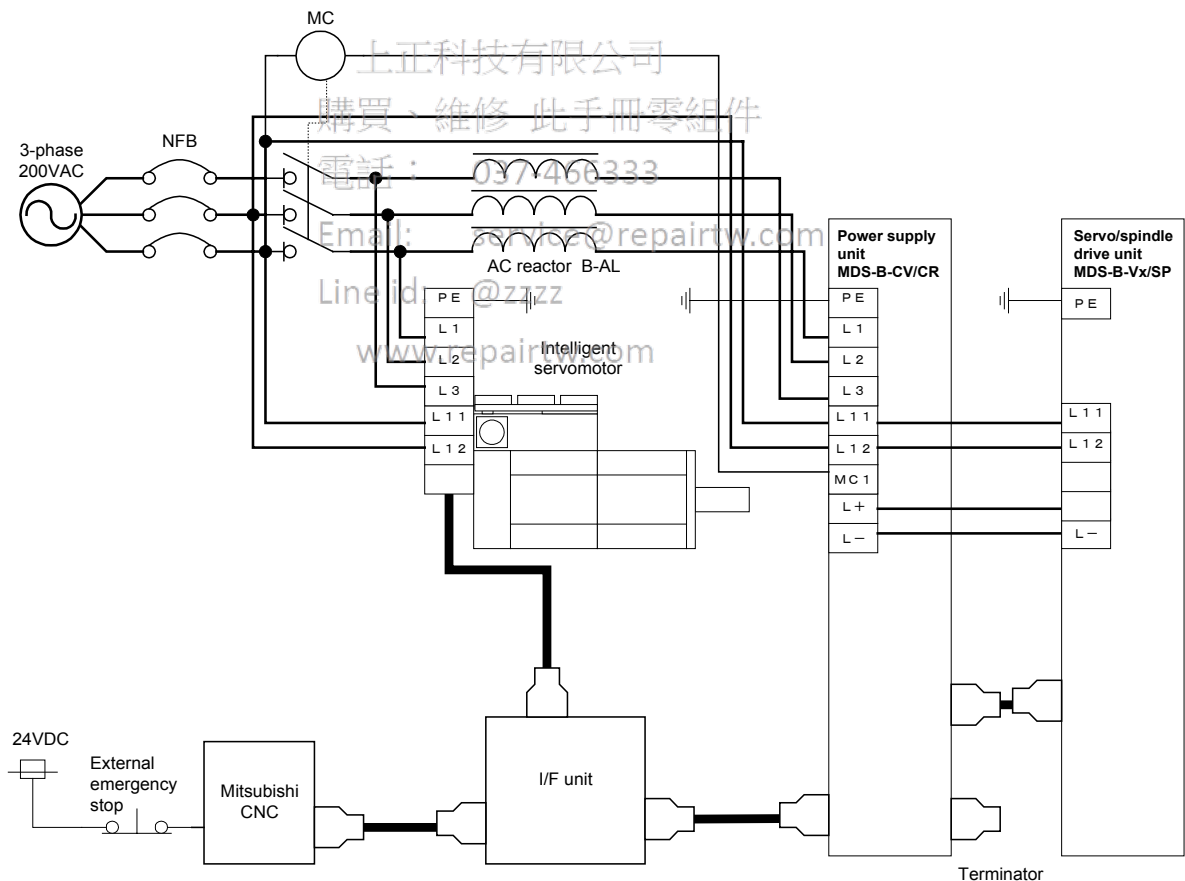 MC
上正科技有限公司
購買、維修 此手冊零組件
NFB
3-phase
200VAC
電話： 037-466333
Email: service@repairtw.com
AC reactor B-AL
Line id: @zzzz
www.repairtw.com
Power supply
unit
MDS-B-CV/CR
Servo/spindle
drive unit
MDS-B-Vx/SP
PE
L1
L2
L3
L11
L12
Intelligent
servomotor
PE
L1
L2
L3
L11
L12
MC1
L+
L−
PE
L11
L12
L−
24VDC
External
emergency
stop
Mitsubishi
CNC
I/F unit
Terminator